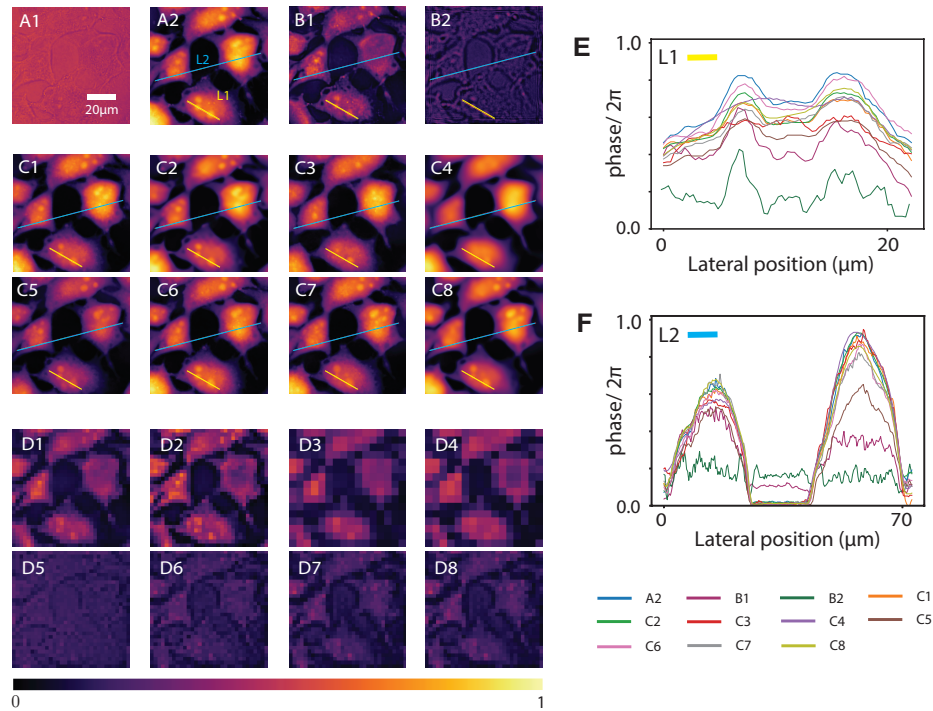 A1
20μm
A2
L2
L1
B1
B2
C1
C2
C3
C4
C5
C6
C7
C8
D1
D2
D3
D4
D5
D6
D7
D8
0
1
E
L1
1.0
0.0
phase/ 2π
0
20
Lateral position (μm)
F
L2
1.0
0.0
phase/ 2π
0
70
Lateral position (μm)
A2 B1 B2 C1
C2 C3 C4 C5
C6 C7 C8